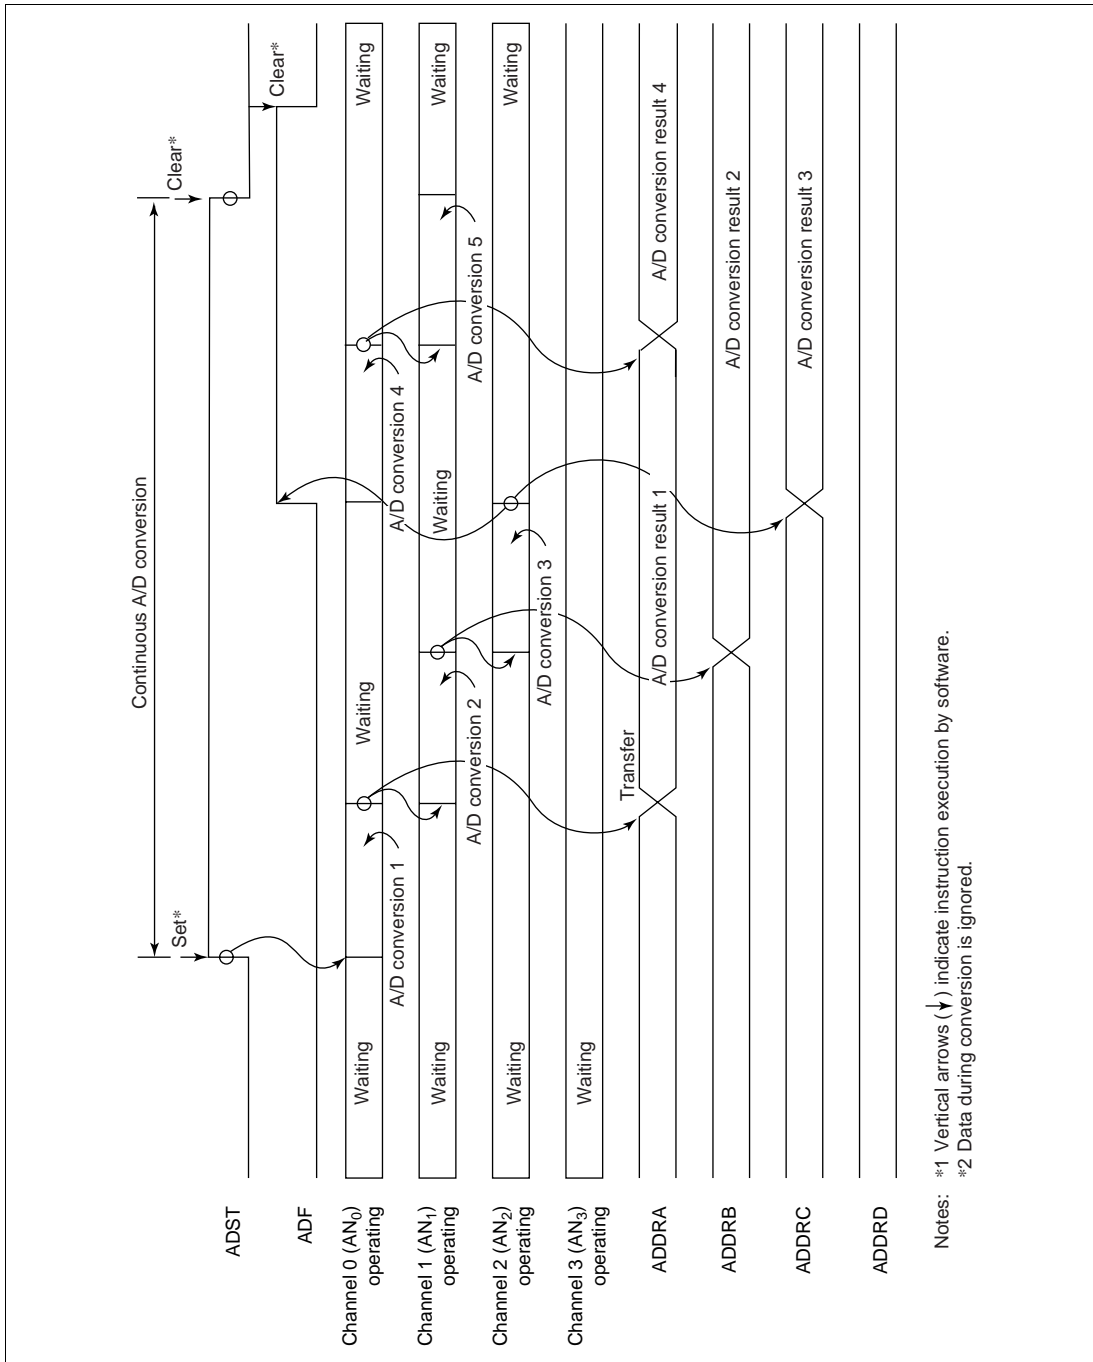 Continuous A/D conversion
Set*
Clear*
Clear*
ADST
ADF
Channel 0 (AN0)
operating
Waiting
A/D conversion 1
Waiting
A/D conversion 4
Waiting
Channel 1 (AN1)
operating
Waiting
A/D conversion 2
Waiting
A/D conversion 5
Waiting
Channel 2 (AN2)
operating
Waiting
A/D conversion 3
Waiting
Channel 3 (AN3)
operating
Waiting
Transfer
ADDRA
A/D conversion result 1
A/D conversion result 4
ADDRB
A/D conversion result 2
ADDRC
A/D conversion result 3
ADDRD
Notes: *1 Vertical arrows (↓) indicate instruction execution by software.
*2 Data during conversion is ignored.